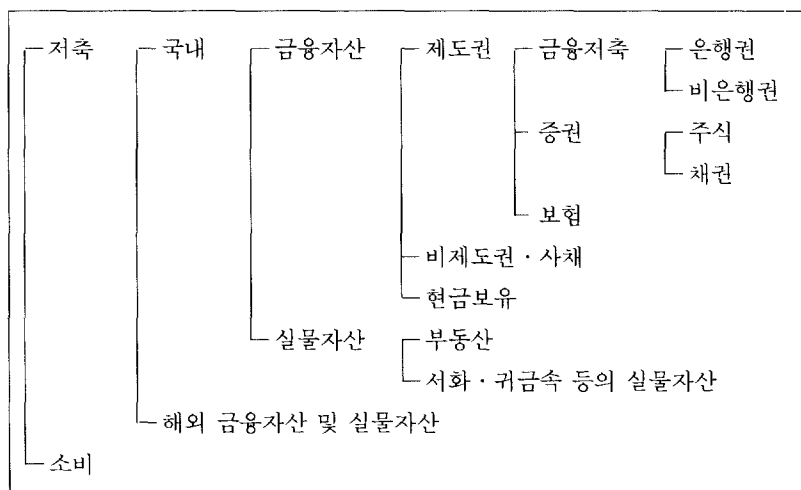 저축 국내 금융자산 제도권 금융저축 은행권
비은행권
증권 주식
채권
보험
비제도권·사채
현금보유
실물자산 부동산
서화·귀금속 등의 실물자산
해외 금융자산 및 실물자산
소비